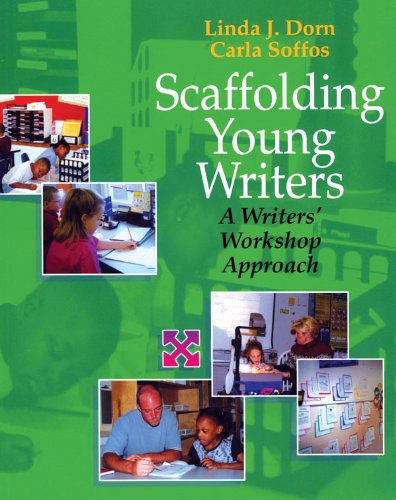 Linda J. Dorn
Carla Soffos
Scaffolding
Young
Writers
A Writers'
Workshop
Approach